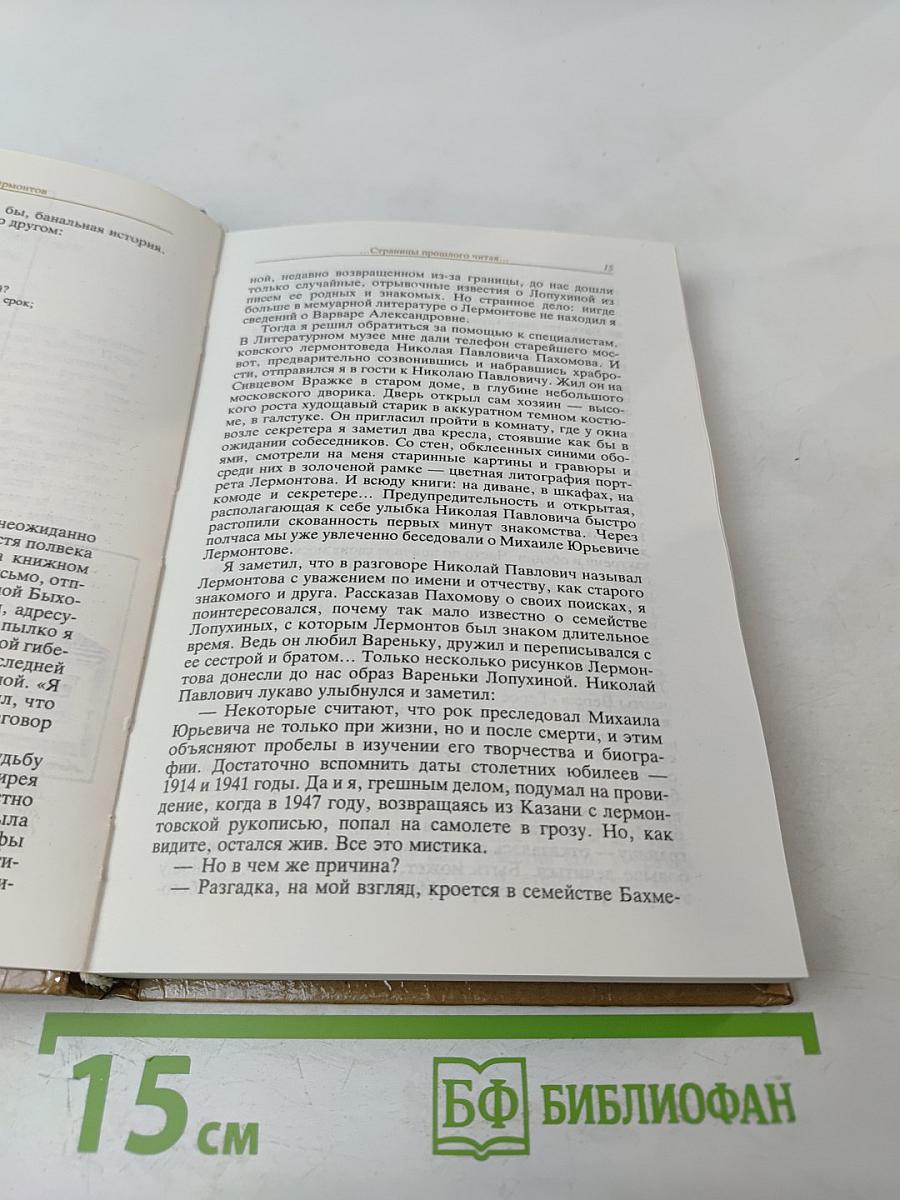 ермонтов
бы, банальная история.
о другом:
й?
срок;
неожиданно
стя полвека
а книжном
сьмо, отп-
ной Быхо-
, адресу-
пылко я
ой гибе-
следней
ной. «Я
л, что
говор
удьбу
ирея
стно
ыла
фы
ти-
и-
...Страницы прошлого читая...
15
ной, недавно возвращенном из-за границы, до нас дошли
только случайные, отрывочные известия о Лопухиной из
писем ее родных и знакомых. Но странное дело: нигде
больше в мемуарной литературе о Лермонтове не находил я
сведений о Варваре Александровне.
Тогда я решил обратиться за помощью к специалистам.
В Литературном музее мне дали телефон старейшего мос-
ковского лермонтоведа Николая Павловича Пахомова. И
вот, предварительно созвонившись и набравшись храбро-
сти, отправился я в гости к Николаю Павловичу. Жил он на
Сивцевом Вражке в старом доме, в глубине небольшого
московского дворика. Дверь открыл сам хозяин — высо-
кого роста худощавый старик в аккуратном темном костю-
ме, в галстуке. Он пригласил пройти в комнату, где у окна
возле секретера я заметил два кресла, стоявшие как бы в
ожидании собеседников. Со стен, обклеенных синими обо-
ями, смотрели на меня старинные картины и гравюры и
среди них в золоченой рамке — цветная литография порт-
рета Лермонтова. И всюду книги: на диване, в шкафах, на
комоде и секретере... Предупредительность и открытая,
располагающая к себе улыбка Николая Павловича быстро
растопили скованность первых минут знакомства. Через
полчаса мы уже увлеченно беседовали о Михаиле Юрьевиче
Лермонтове.
Я заметил, что в разговоре Николай Павлович называл
Лермонтова с уважением по имени и отчеству, как старого
знакомого и друга. Рассказав Пахомову о своих поисках, я
поинтересовался, почему так мало известно о семействе
Лопухиных, с которым Лермонтов был знаком длительное
время. Ведь он любил Вареньку, дружил и переписывался с
ее сестрой и братом... Только несколько рисунков Лермон-
това донесли до нас образ Вареньки Лопухиной. Николай
Павлович лукаво улыбнулся и заметил:
— Некоторые считают, что рок преследовал Михаила
Юрьевича не только при жизни, но и после смерти, и этим
объясняют пробелы в изучении его творчества и биогра-
фии. Достаточно вспомнить даты столетних юбилеев —
1914 и 1941 годы. Да и я, грешным делом, подумал на прови-
дение, когда в 1947 году, возвращаясь из Казани с лермон-
товской рукописью, попал на самолете в грозу. Но, как
видите, остался жив. Все это мистика.
— Но в чем же причина?
— Разгадка, на мой взгляд, кроется в семействе Бахме-
15 см
БФ БИБЛИОФАН